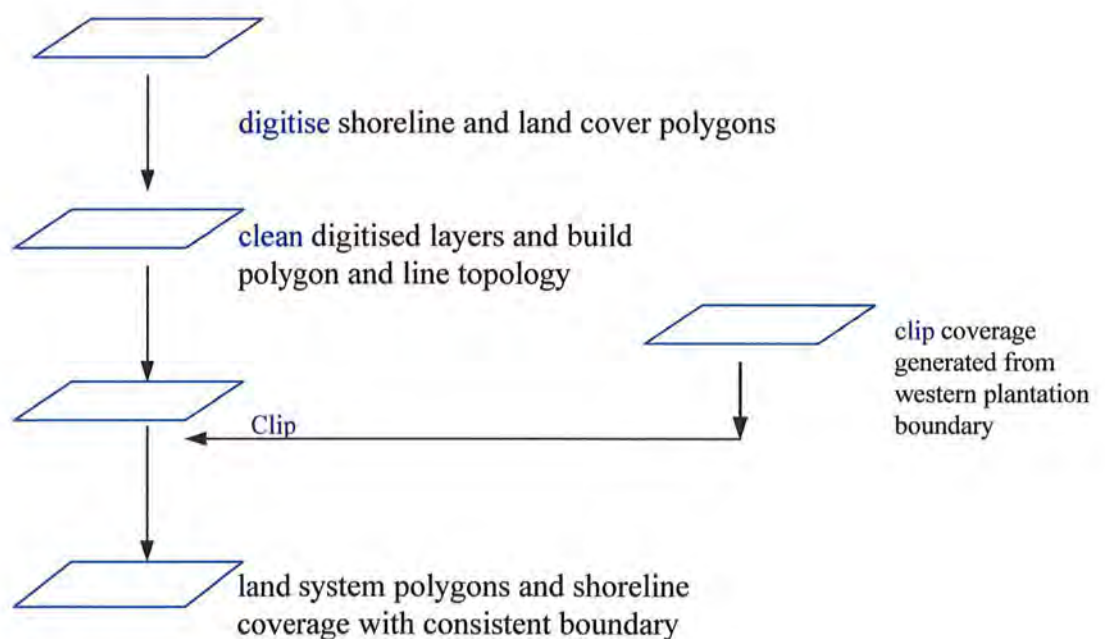 digitise shoreline and land cover polygons
clean digitised layers and build
polygon and line topology
clip coverage
generated from
western plantation
boundary
Clip
land system polygons and shoreline
coverage with consistent boundary